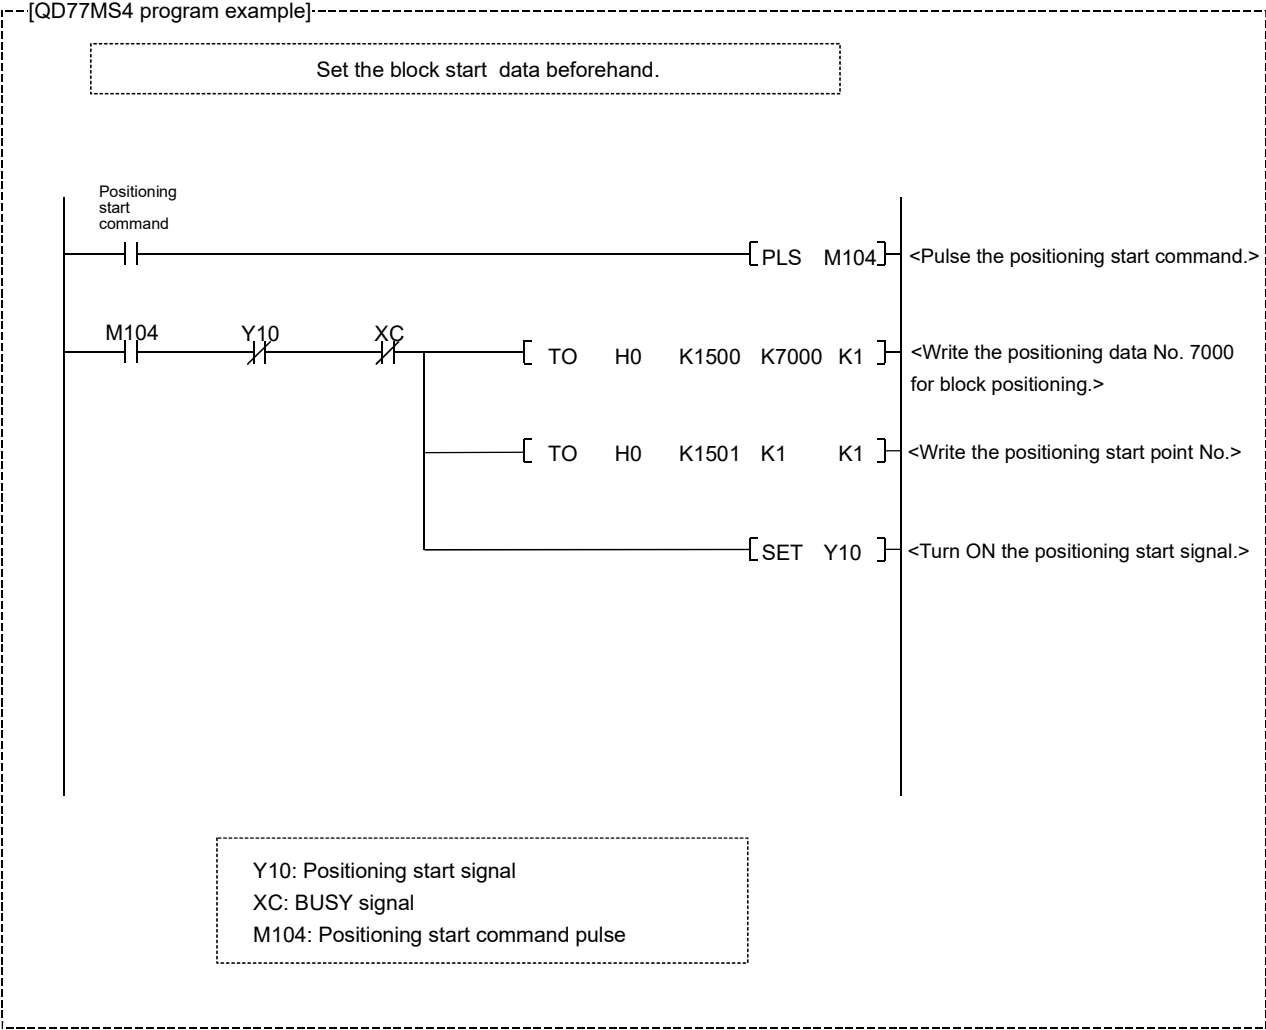 [QD77MS4 program example]
Set the block start data beforehand.
Positioning
start
command
PLS M104
<Pulse the positioning start command.>
M104 Y10 XC
TO H0 K1500 K7000 K1
<Write the positioning data No. 7000
for block positioning.>
TO H0 K1501 K1 K1
<Write the positioning start point No.>
SET Y10
<Turn ON the positioning start signal.>
Y10: Positioning start signal
XC: BUSY signal
M104: Positioning start command pulse